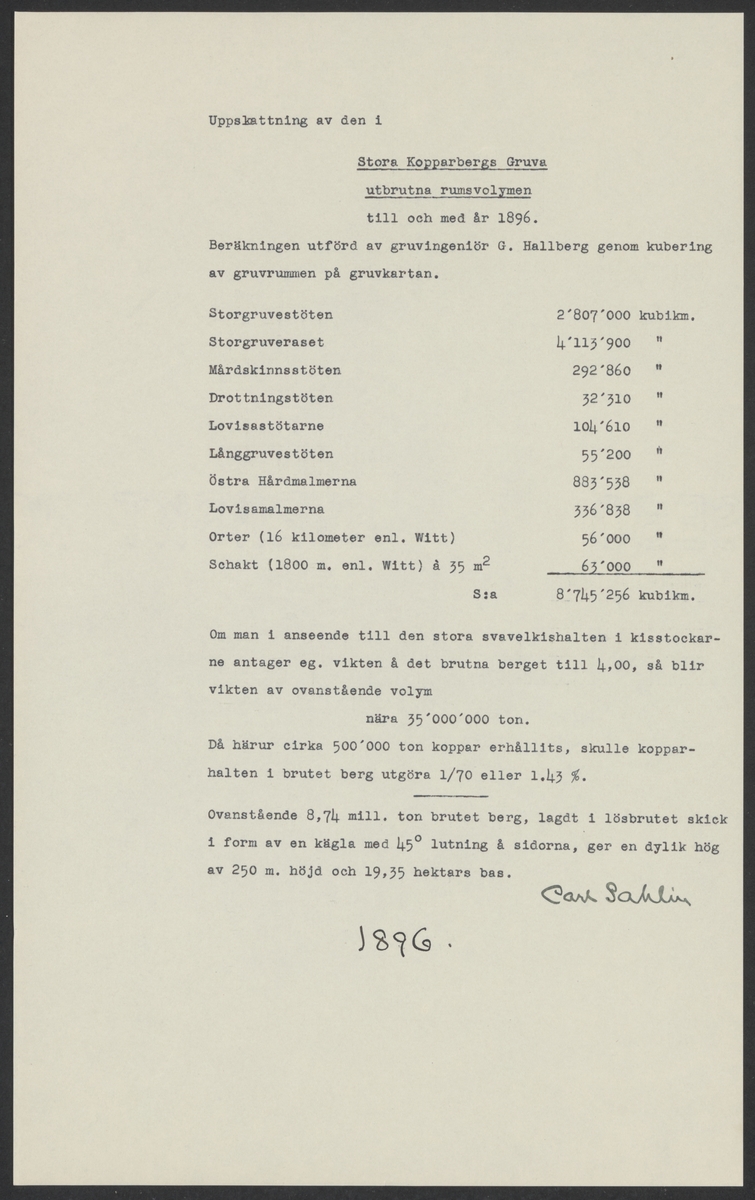 Uppskattning av den i
Stora Kopparbergs Gruva
utbrutna rumsvolymen
till och med år 1896.
Beräkningen utförd av gruvingeniör G. Hallberg genom kubering
av gruvrummen på gruvkartan.
Storgruvestöten 2´807´000 kubikm.
Storgruveraset 4´113´900 "
Mårdskinnsstöten 292´860 "
Drottningstöten 32´310 "
Lovisastötarne 104´610 "
Långgruvestöten 55´200 "
Östra Hårdmalmerna 883´538 "
Lovisamalmerna 336´838 "
Orter (16 kilometer enl. Witt) 56´000 "
Schakt (1800 m. enl. Witt) à 35 m² 63´000 "
S:a 8´745´256 kubikm.
Om man i anseende till den stora svavelkishalten i kisstockar-
ne antager eg. vikten å det brutna berget till 4,00, så blir
vikten av ovanstående volym
nära 35´000´000 ton.
Då härur cirka 500´000 ton koppar erhållits, skulle koppar-
halten i brutet berg utgöra 1/70 eller 1.43 %.
Ovanstående 8,74 mill. ton brutet berg, lagdt i lösbrutet skick
i form av en kägla med 45° lutning å sidorna, ger en dylik hög
av 250 m. höjd och 19,35 hektars bas.
Carl Sahlin
1896.